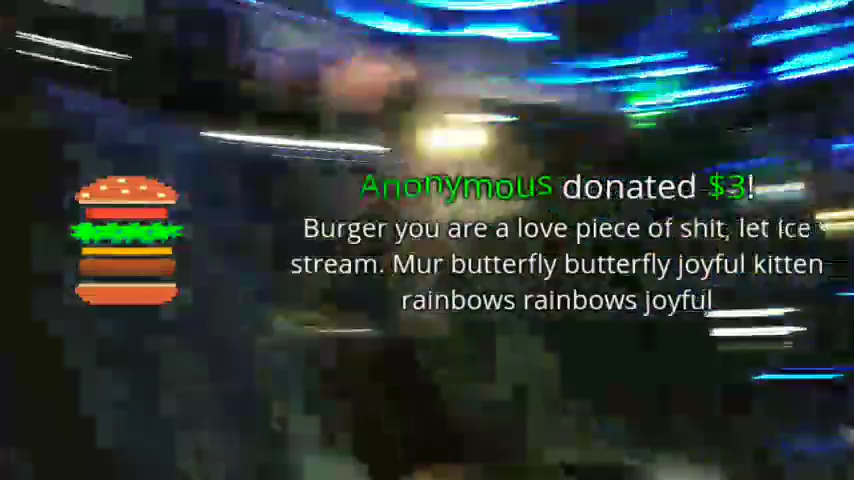 Anonymous donated $3!
Burger you are a love piece of shit, let Ice
stream. Mur butterfly butterfly joyful kitten
rainbows rainbows joyful